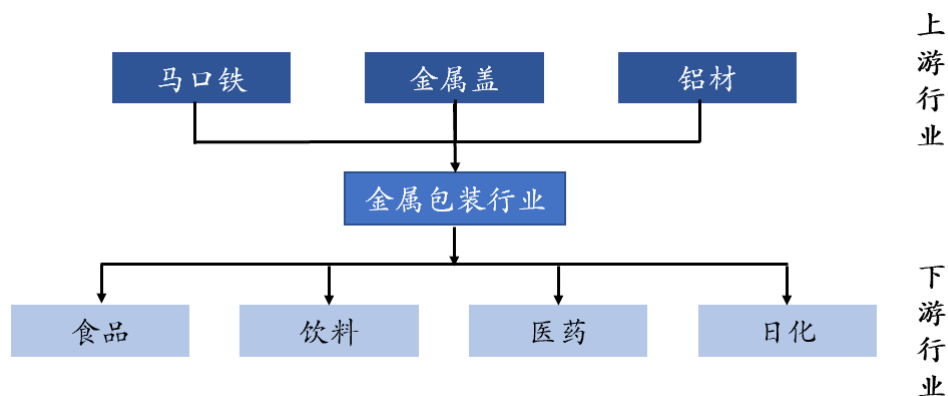 马口铁
金属盖
铝材
上游行业
金属包装行业
食品
饮料
医药
日化
下游行业